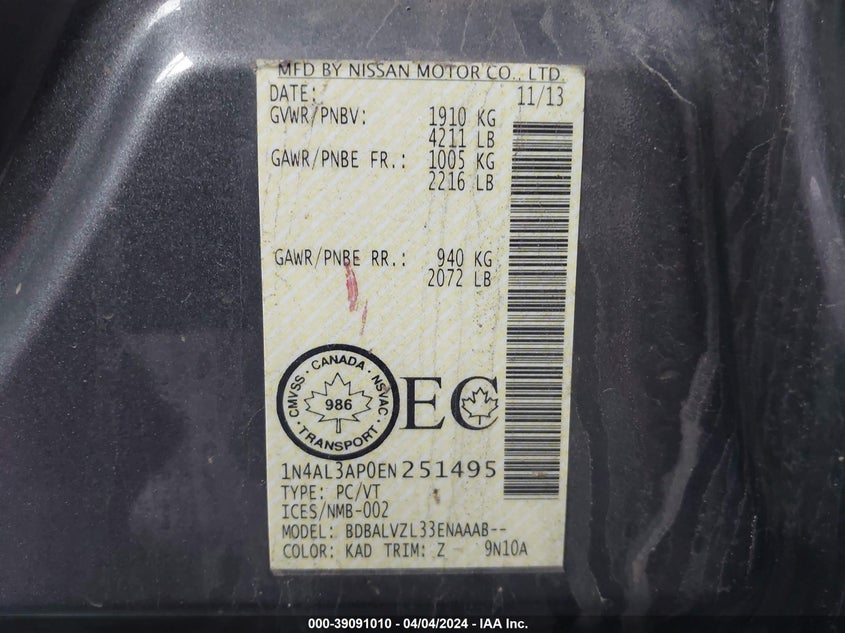 MFD BY NISSAN MOTOR CO., LTD.
DATE: 11/13
GVWR/PNBV: 1910 KG
4211 LB
GAWR/PNBE FR.: 1005 KG
2216 LB
GAWR/PNBE RR.: 940 KG
2072 LB
CMVSS · CANADA · NSVAC · TRANSPORT ·
986
EC
1N4AL3AP0EN251495
TYPE: PC/VT
ICES/NMB-002
MODEL: BDBALVZL33ENAAAB--
COLOR: KAD TRIM: Z 9N10A
000-39091010 - 04/04/2024 - IAA Inc.